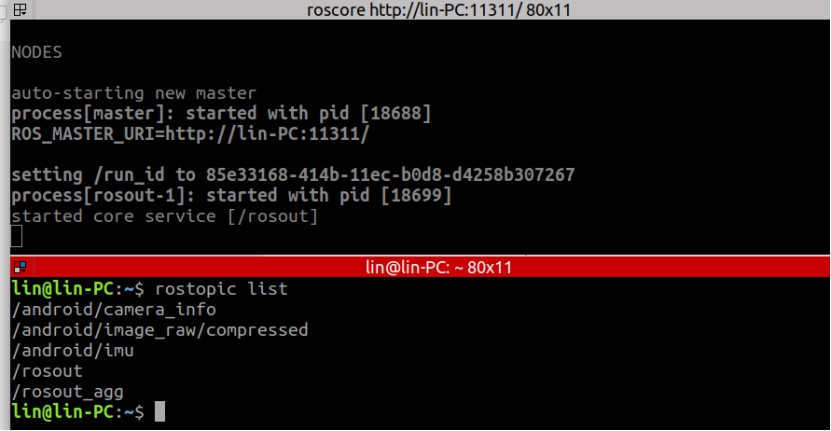 roscore http://lin-PC:11311/ 80x11
NODES
auto-starting new master
process[master]: started with pid [18688]
ROS_MASTER_URI=http://lin-PC:11311/
setting /run_id to 85e33168-414b-11ec-b0d8-d4258b307267
process[rosout-1]: started with pid [18699]
started core service [/rosout]
lin@lin-PC: ~ 80x11
lin@lin-PC:~$ rostopic list
/android/camera_info
/android/image_raw/compressed
/android/imu
/rosout
/rosout_agg
lin@lin-PC:~$